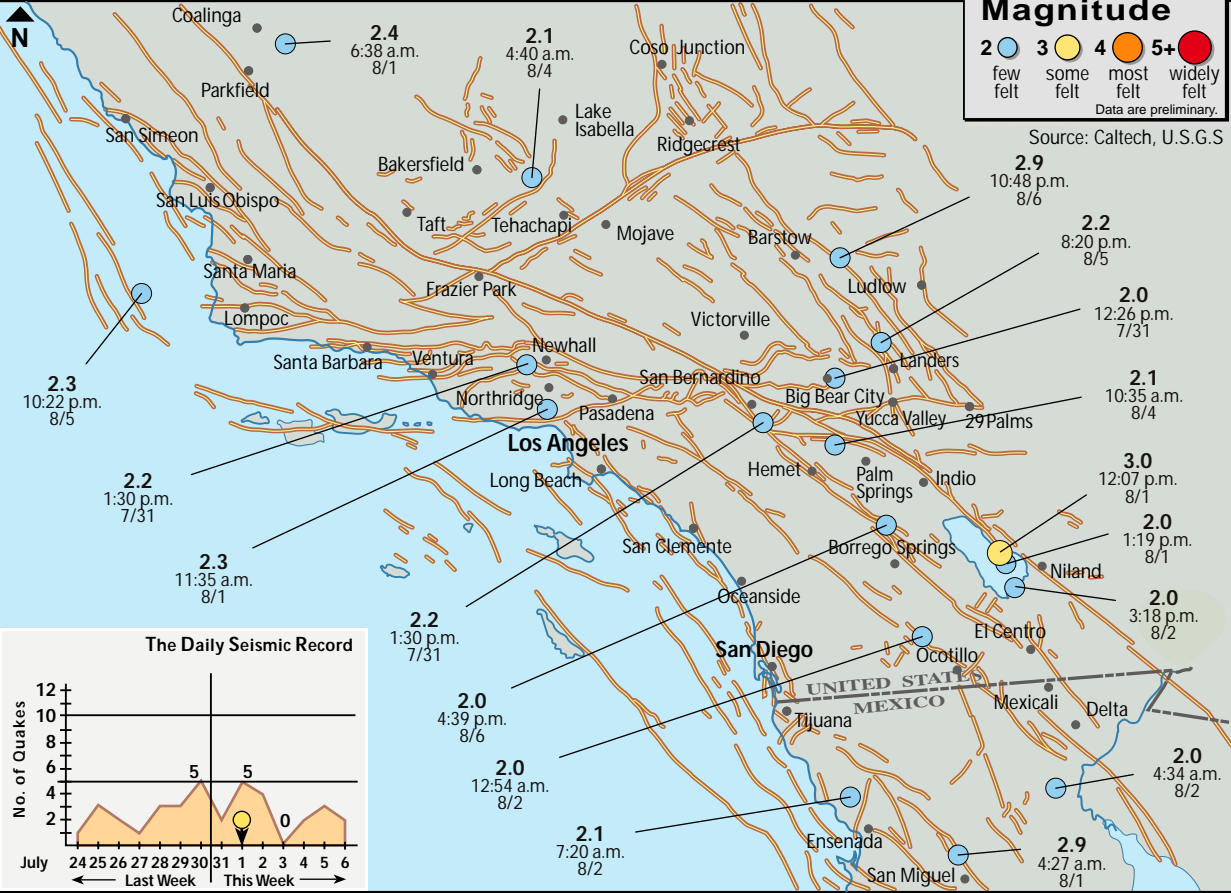 N
Magnitude
2 3 4 5+
few felt
some felt
most felt
widely felt
Data are preliminary.
Source: Caltech, U.S.G.S
Coalinga
2.4
6:38 a.m.
8/1
2.1
4:40 a.m.
8/4
Coso Junction
Parkfield
Lake
Isabella
San Simeon
Ridgecrest
Bakersfield
2.9
10:48 p.m.
8/6
San Luis Obispo
Taft
Tehachapi
Mojave
Barstow
2.2
8:20 p.m.
8/5
Santa Maria
Frazier Park
Ludlow
2.0
12:26 p.m.
7/31
Lompoc
Victorville
Santa Barbara
Ventura
Newhall
Landers
2.3
10:22 p.m.
8/5
Northridge
Pasadena
San Bernardino
Big Bear City
2.1
10:35 a.m.
8/4
Yucca Valley
29 Palms
Los Angeles
Long Beach
Hemet
Palm
Springs
Indio
3.0
12:07 p.m.
8/1
2.2
1:30 p.m.
7/31
2.0
1:19 p.m.
8/1
San Clemente
Borrego Springs
Niland
2.3
11:35 a.m.
8/1
Oceanside
2.0
3:18 p.m.
8/2
2.2
1:30 p.m.
7/31
El Centro
San Diego
Ocotillo
UNITED STATES
MEXICO
Mexicali
Delta
Tijuana
2.0
4:39 p.m.
8/6
2.0
12:54 a.m.
8/2
2.0
4:34 a.m.
8/2
2.1
7:20 a.m.
8/2
Ensenada
San Miguel
2.9
4:27 a.m.
8/1
The Daily Seismic Record
No. of Quakes
12
10
8
6
4
2
5
5
0
July 24 25 26 27 28 29 30 31 1 2 3 4 5 6
Last Week
This Week